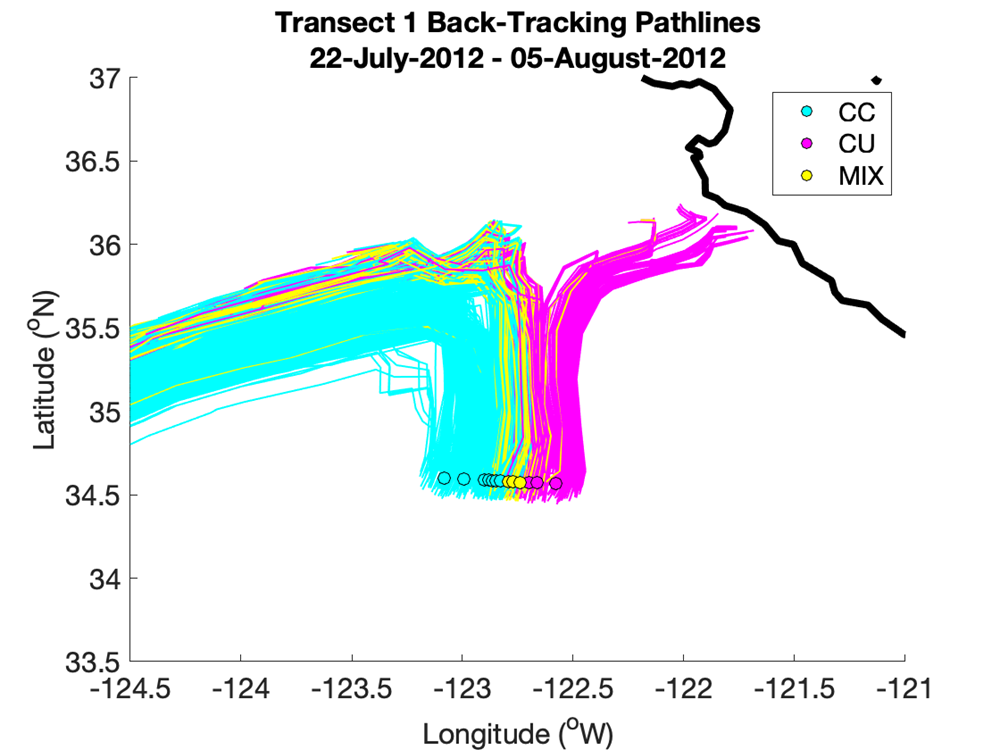 Transect 1 Back-Tracking Pathlines
22-July-2012 - 05-August-2012
CC
CU
MIX
37
36.5
36
35.5
35
34.5
34
33.5
Latitude (°N)
-124.5 -124 -123.5 -123 -122.5 -122 -121.5 -121
Longitude (°W)